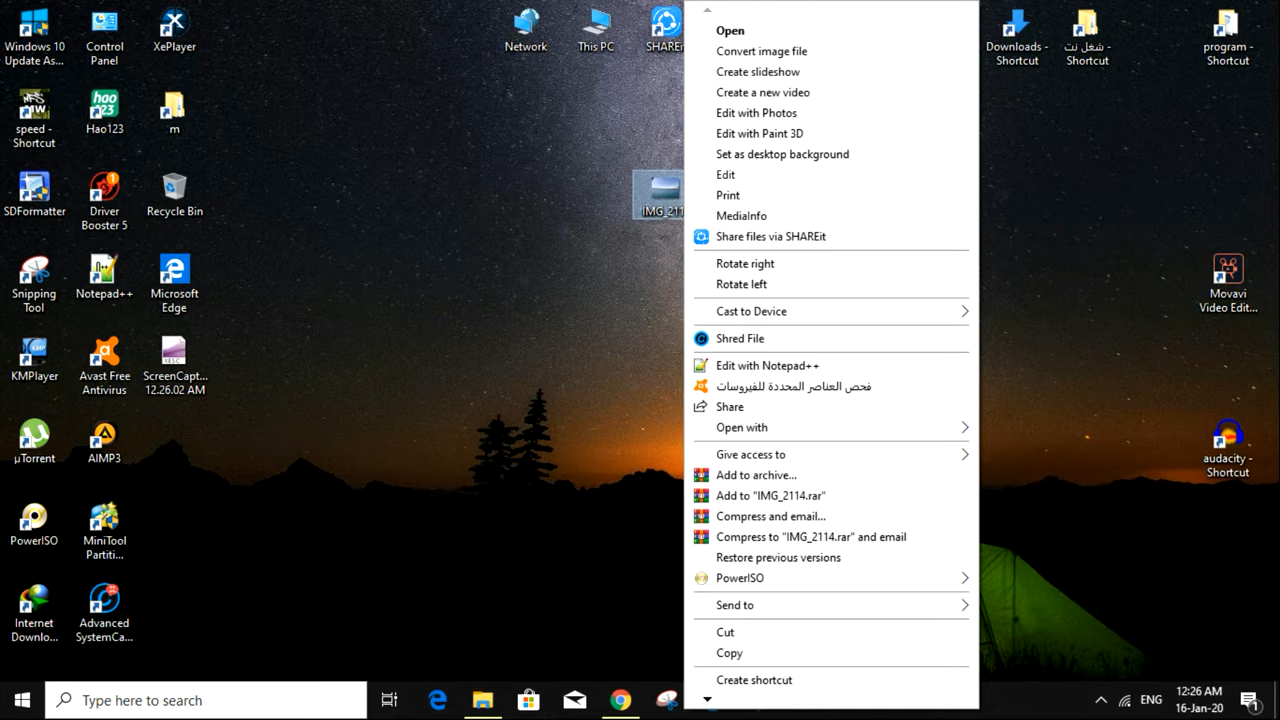 Windows 10
Update As...
Control
Panel
XePlayer
Network
This PC
SHAREit
Downloads -
Shortcut
شغل نت -
Shortcut
program -
Shortcut
speed -
Shortcut
Hao123
m
SDFormatter
Driver
Booster 5
Recycle Bin
IMG_211
Snipping
Tool
Notepad++
Microsoft
Edge
Movavi
Video Edit...
KMPlayer
Avast Free
Antivirus
ScreenCapt...
12.26.02 AM
µTorrent
AIMP3
audacity -
Shortcut
PowerISO
MiniTool
Partiti...
Internet
Downlo...
Advanced
SystemCa...
Open
Convert image file
Create slideshow
Create a new video
Edit with Photos
Edit with Paint 3D
Set as desktop background
Edit
Print
MediaInfo
Share files via SHAREit
Rotate right
Rotate left
Cast to Device
Shred File
Edit with Notepad++
فحص العناصر المحددة للفيروسات
Share
Open with
Give access to
Add to archive...
Add to "IMG_2114.rar"
Compress and email...
Compress to "IMG_2114.rar" and email
Restore previous versions
PowerISO
Send to
Cut
Copy
Create shortcut
Type here to search
ENG
12:26 AM
16-Jan-20
1